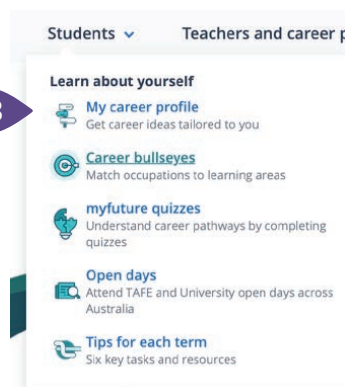 Students
Teachers and career
Learn about yourself
My career profile
Get career ideas tailored to you
Career bullseyes
Match occupations to learning areas
myfuture quizzes
Understand career pathways by completing
quizzes
Open days
Attend TAFE and University open days across
Australia
Tips for each term
Six key tasks and resources